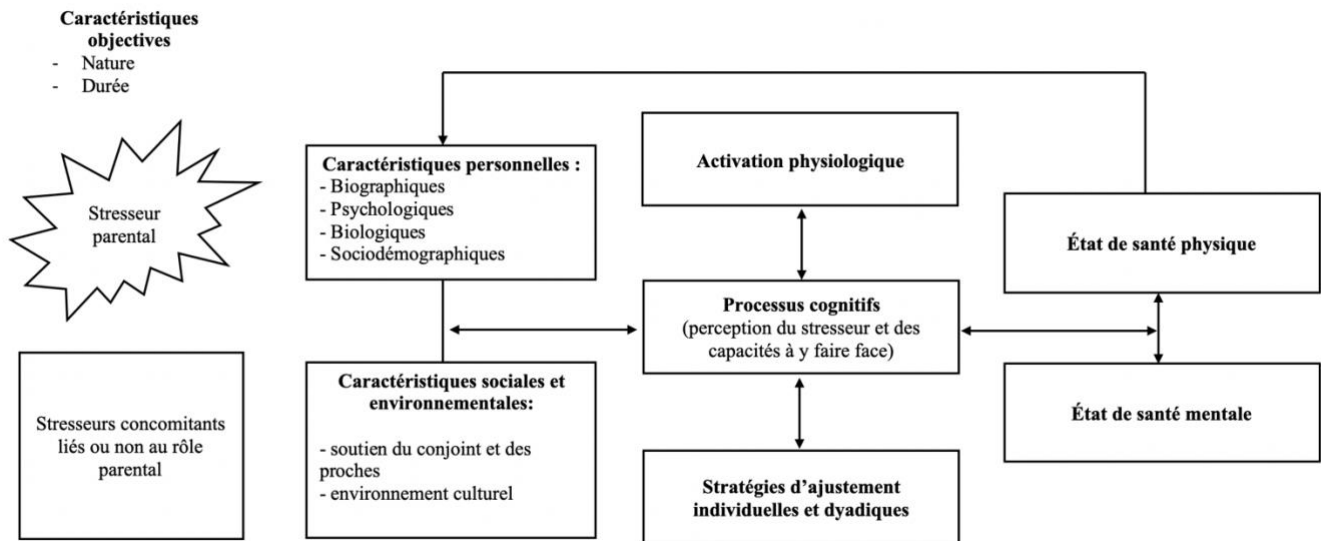 Caractéristiques
objectives
- Nature
- Durée
Stresseur
parental
Stresseurs concomitants
liés ou non au rôle
parental
Caractéristiques personnelles :
- Biographiques
- Psychologiques
- Biologiques
- Sociodémographiques
Caractéristiques sociales et
environnementales:
- soutien du conjoint et des
proches
- environnement culturel
Activation physiologique
Processus cognitifs
(perception du stresseur et des
capacités à y faire face)
Stratégies d’ajustement
individuelles et dyadiques
État de santé physique
État de santé mentale